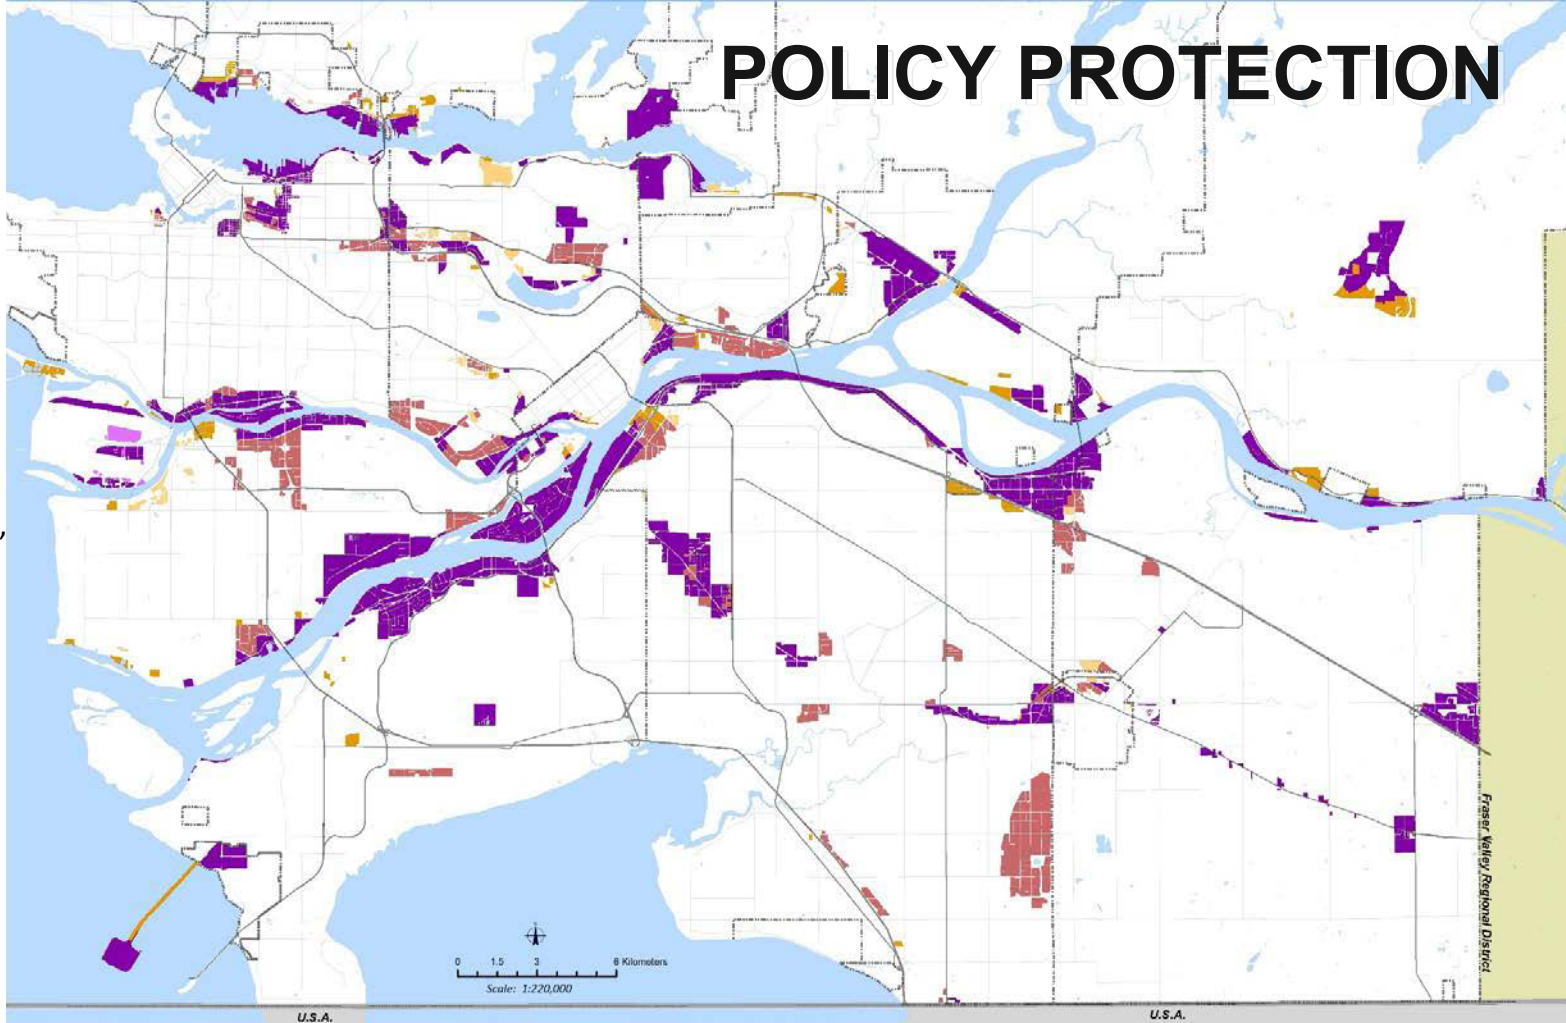 POLICY PROTECTION
,
Fraser Valley Regional District
0 1.5 3 6 Kilometers
Scale: 1:220,000
U.S.A.
U.S.A.